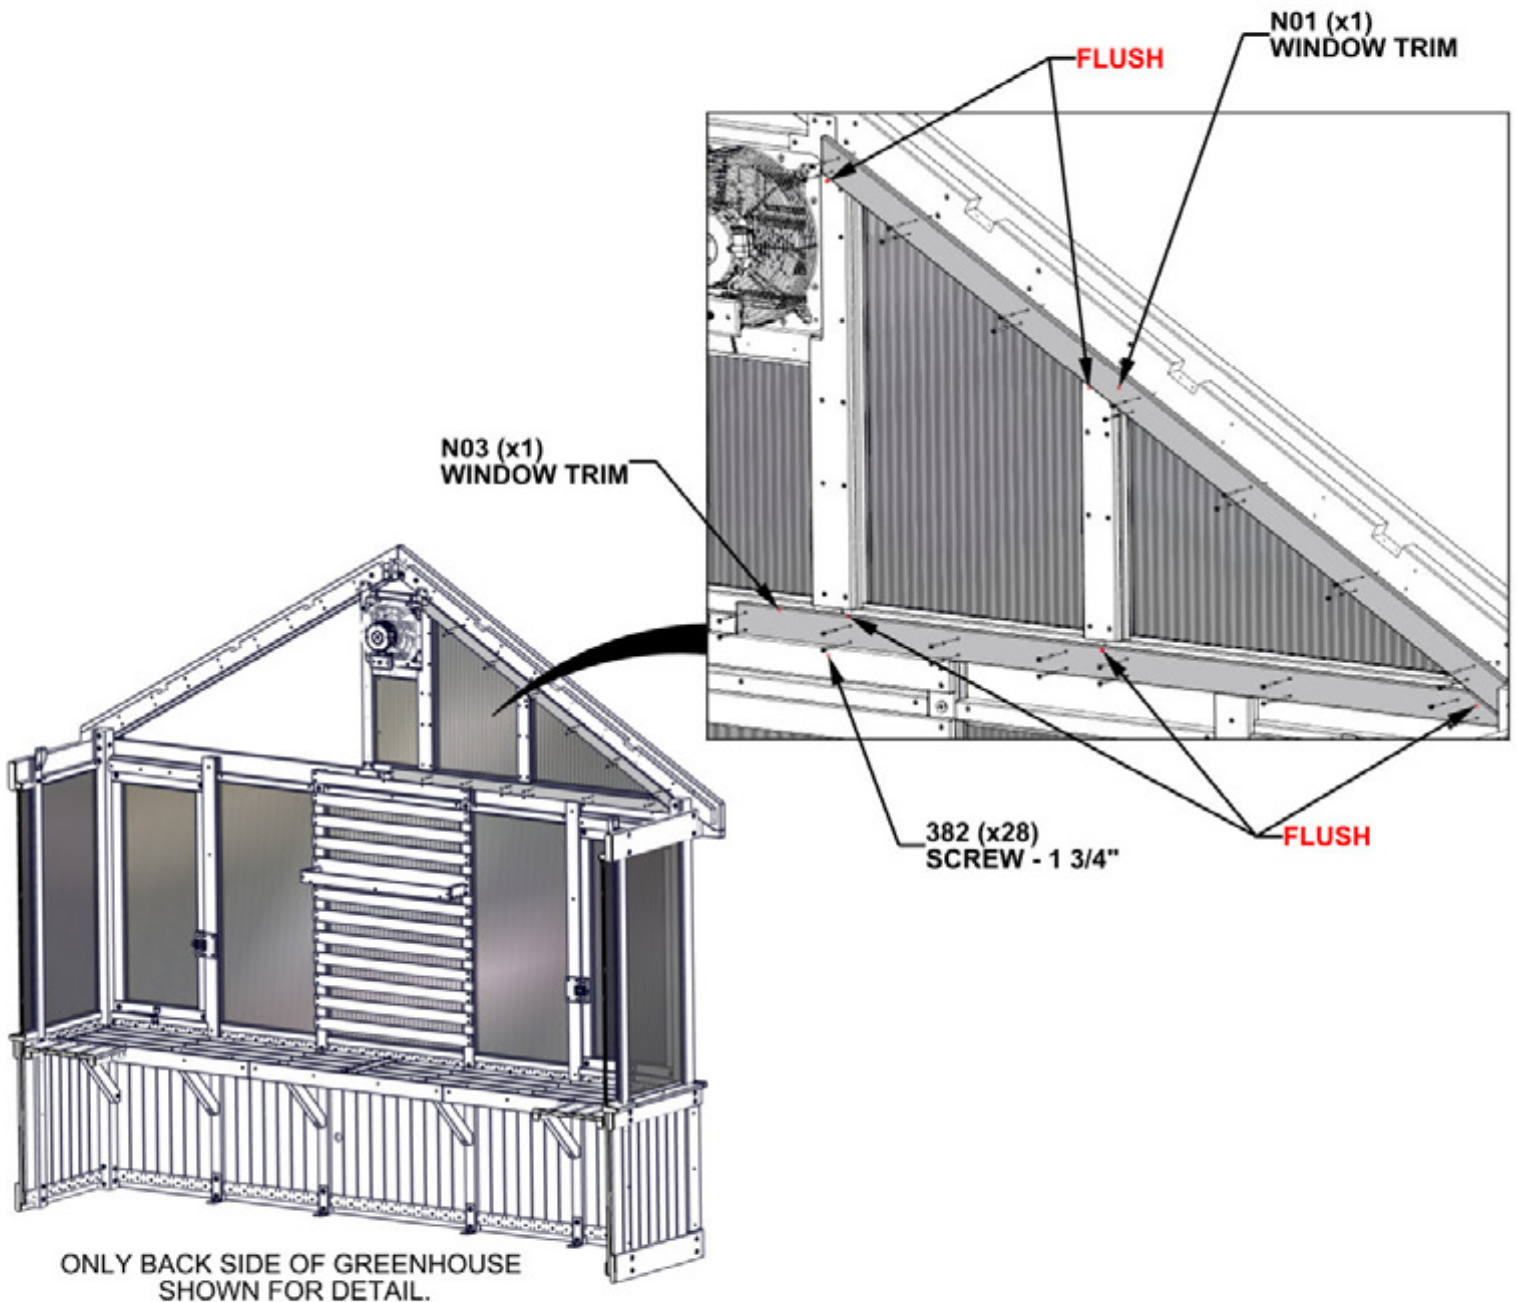 N01 (x1)
WINDOW TRIM
FLUSH
N03 (x1)
WINDOW TRIM
382 (x28)
SCREW - 1 3/4"
FLUSH
ONLY BACK SIDE OF GREENHOUSE
SHOWN FOR DETAIL.